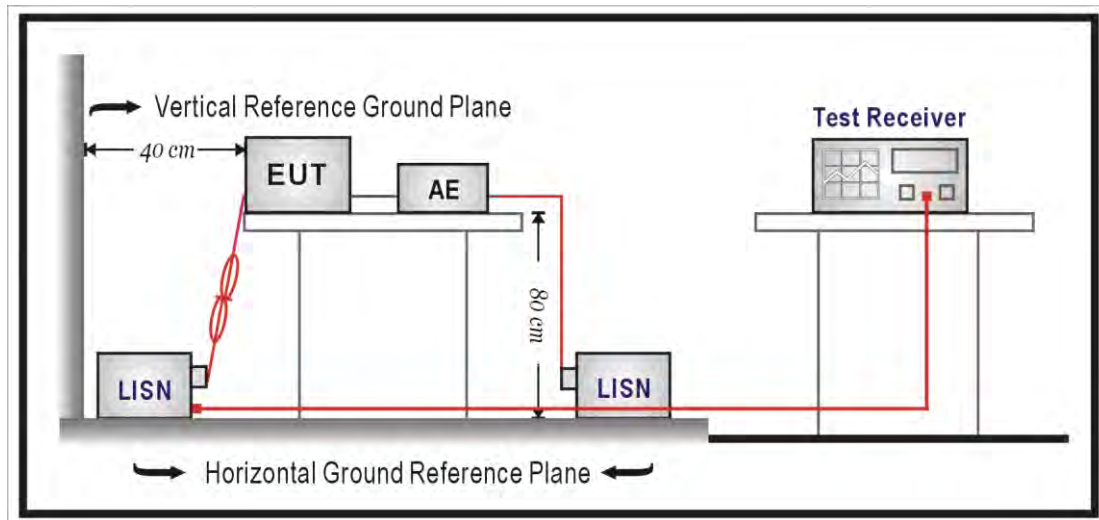 Vertical Reference Ground Plane
Test Receiver
40 cm
EUT
AE
80 cm
LISN
LISN
Horizontal Ground Reference Plane